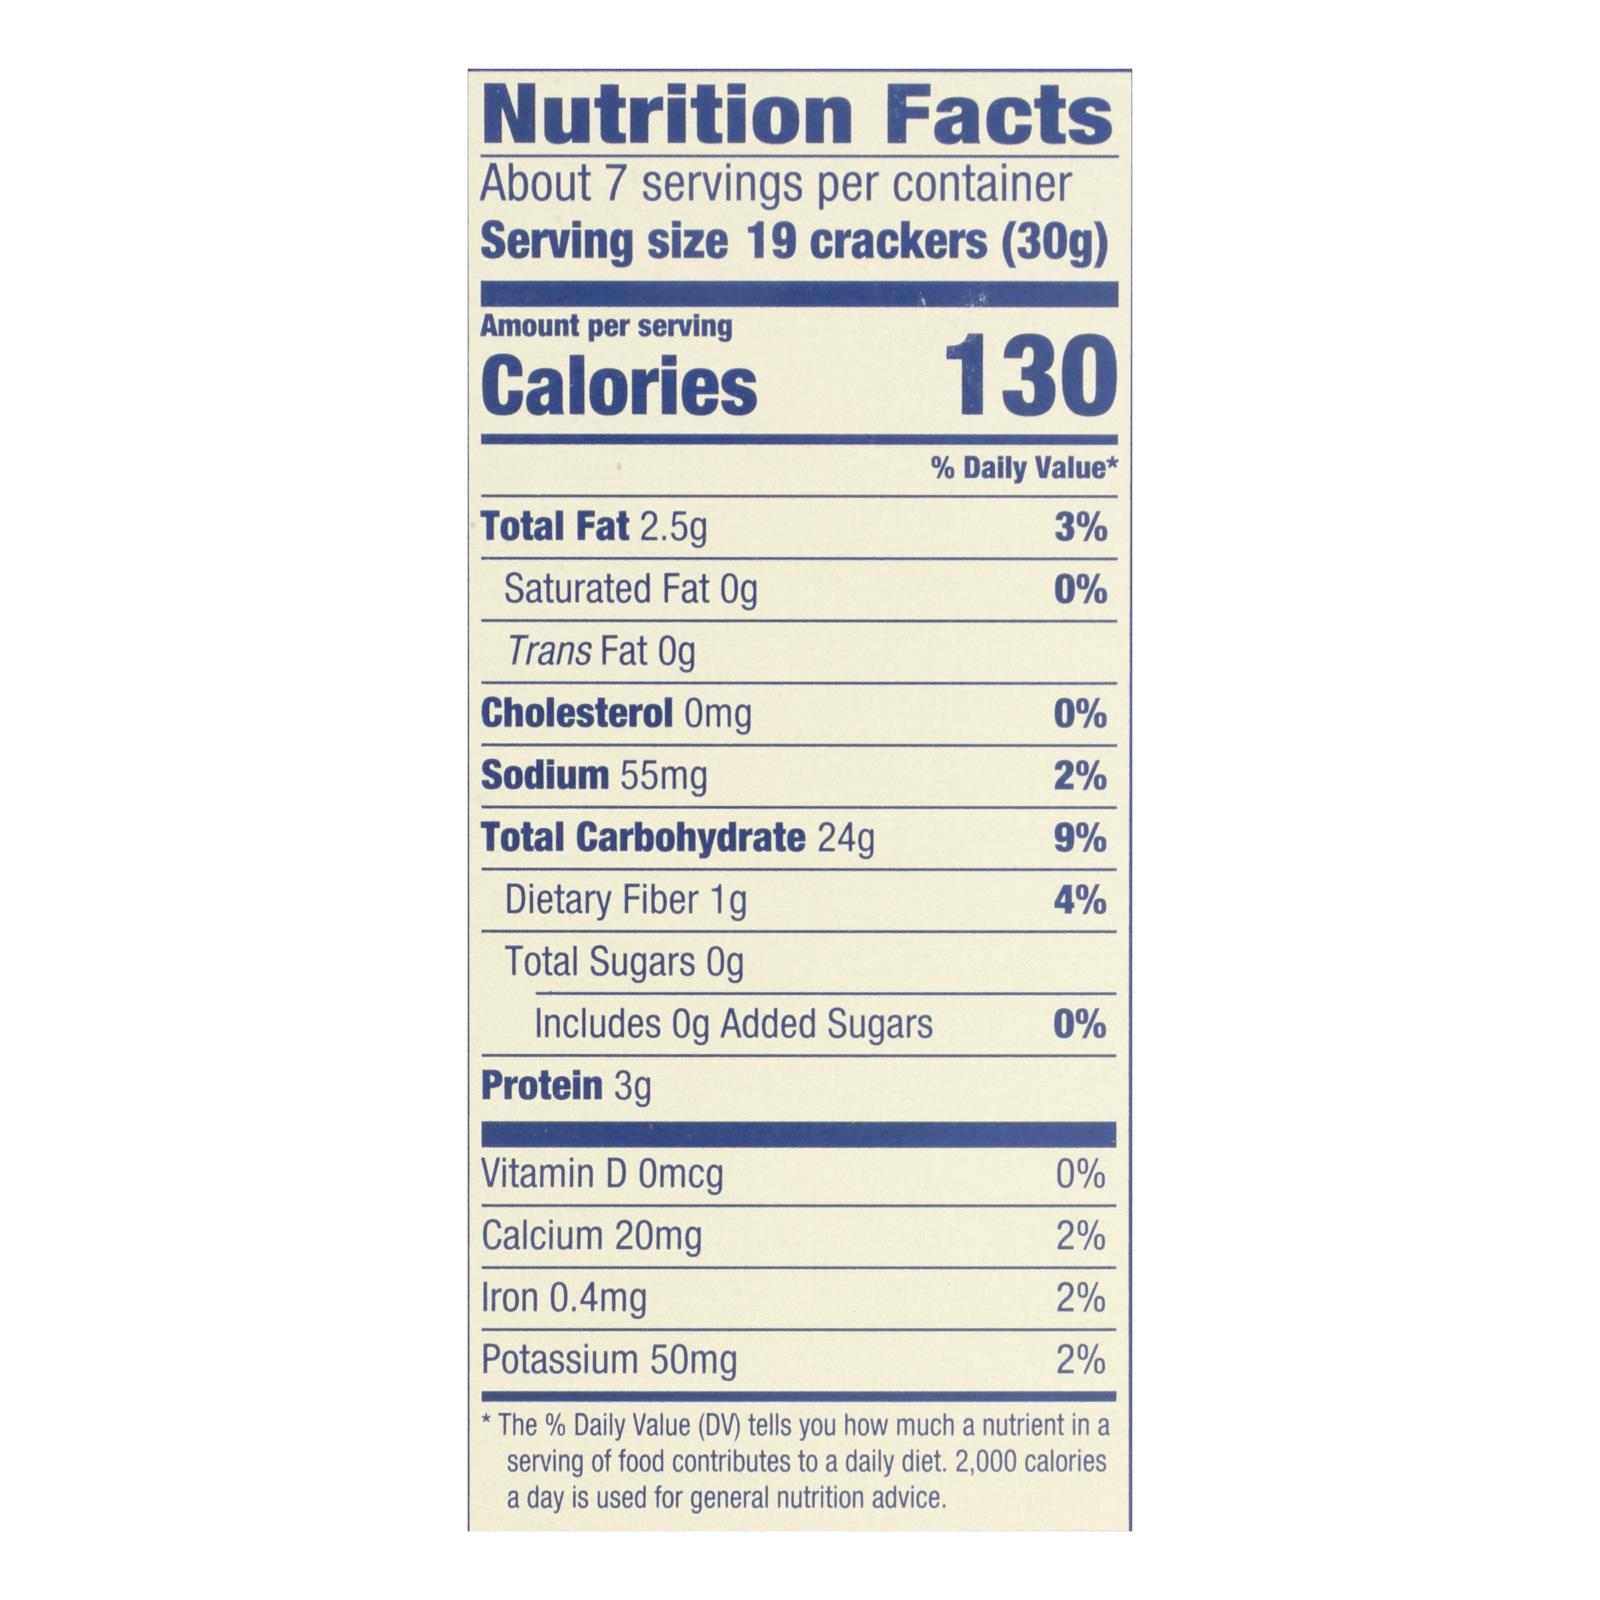 Nutrition Facts
About 7 servings per container
Serving size 19 crackers (30g)
Amount per serving
Calories 130
% Daily Value*
Total Fat 2.5g 3%
Saturated Fat 0g 0%
Trans Fat 0g
Cholesterol 0mg 0%
Sodium 55mg 2%
Total Carbohydrate 24g 9%
Dietary Fiber 1g 4%
Total Sugars 0g
Includes 0g Added Sugars 0%
Protein 3g
Vitamin D 0mcg 0%
Calcium 20mg 2%
Iron 0.4mg 2%
Potassium 50mg 2%
* The % Daily Value (DV) tells you how much a nutrient in a
serving of food contributes to a daily diet. 2,000 calories
a day is used for general nutrition advice.